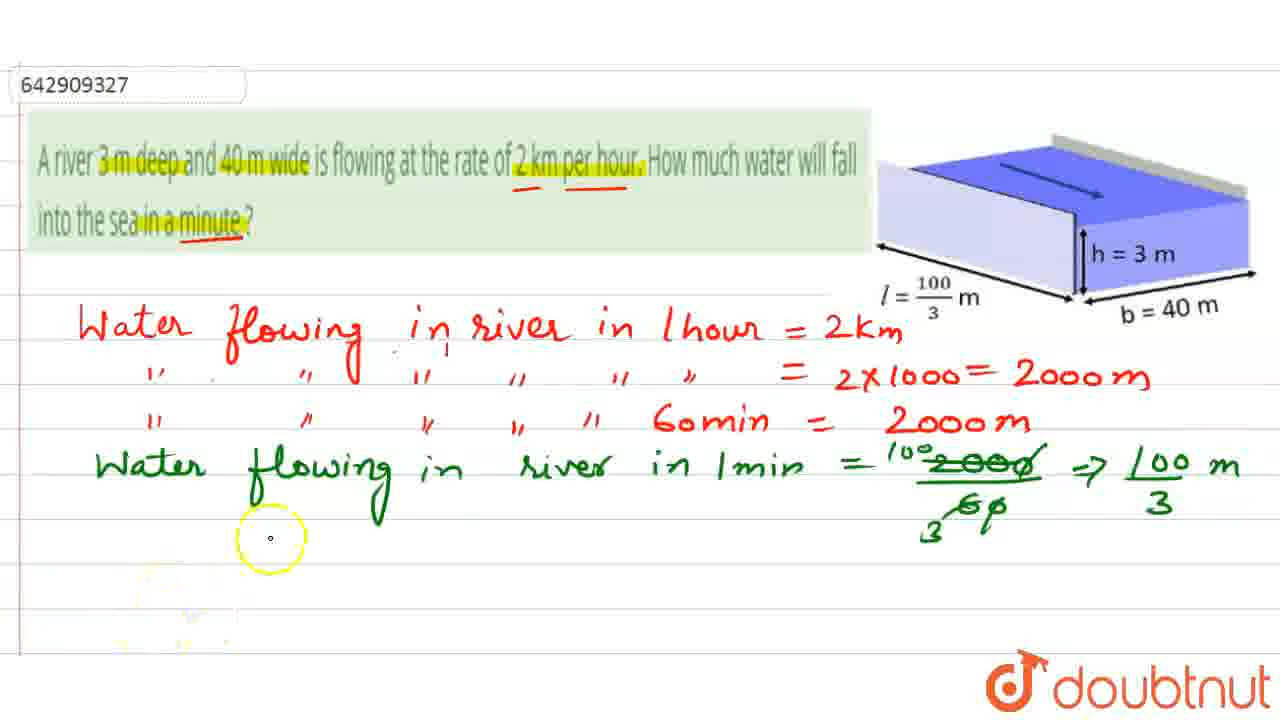 642909327
A river 3 m deep and 40 m wide is flowing at the rate of 2 km per hour. How much water will fall
into the sea in a minute ?
h = 3 m
l = 100/3 m
b = 40 m
Water flowing in river in 1 hour = 2 Km
" " " " " " = 2 × 1000 = 2000 m
" " " " " 60 min = 2000 m
Water flowing in river in 1 min = 100 2000/60 3 => 100/3 m
doubtnut